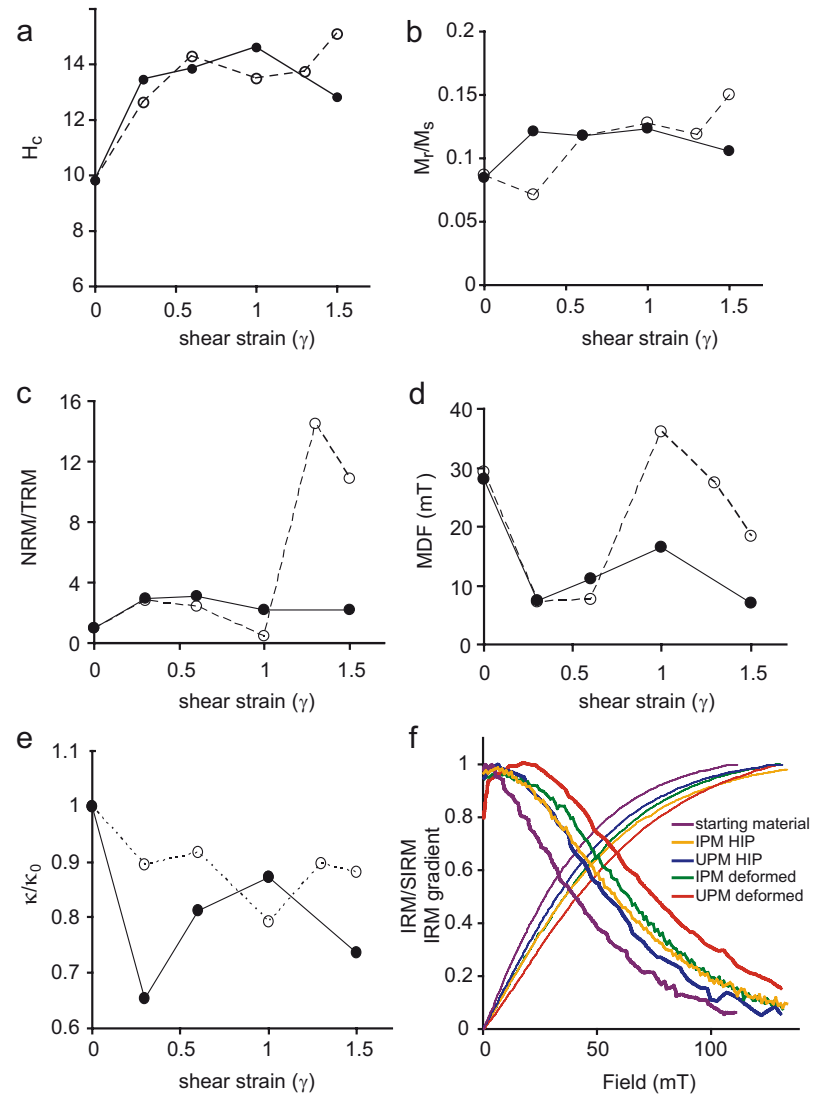 a
14
12
10
8
6
H_c
0
0.5
1
1.5
shear strain (γ)
b
0.2
0.15
0.1
0.05
0
M_r/M_s
0
0.5
1
1.5
shear strain (γ)
c
16
12
8
4
0
NRM/TRM
0
0.5
1
1.5
shear strain (γ)
d
40
30
20
10
0
MDF (mT)
0
0.5
1
1.5
shear strain (γ)
e
1.1
1
0.9
0.8
0.7
0.6
κ/κ_0
0
0.5
1
1.5
shear strain (γ)
f
1
0.8
0.6
0.4
0.2
0
IRM/SIRM
IRM gradient
starting material
IPM HIP
UPM HIP
IPM deformed
UPM deformed
0
50
100
Field (mT)